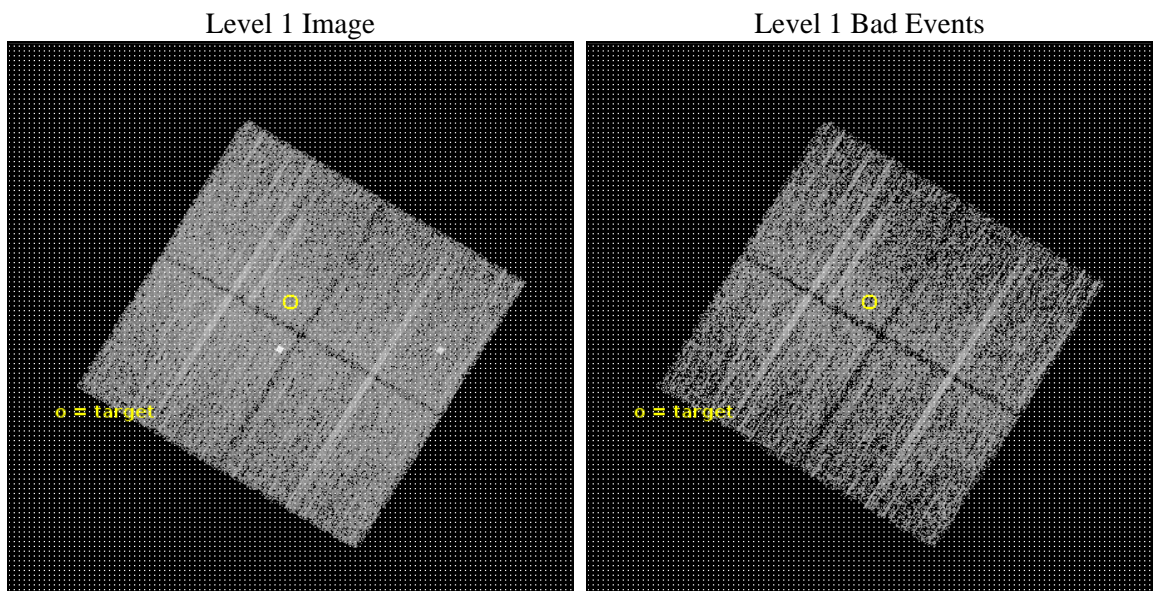 Level 1 Image
Level 1 Bad Events
o = target
o = target